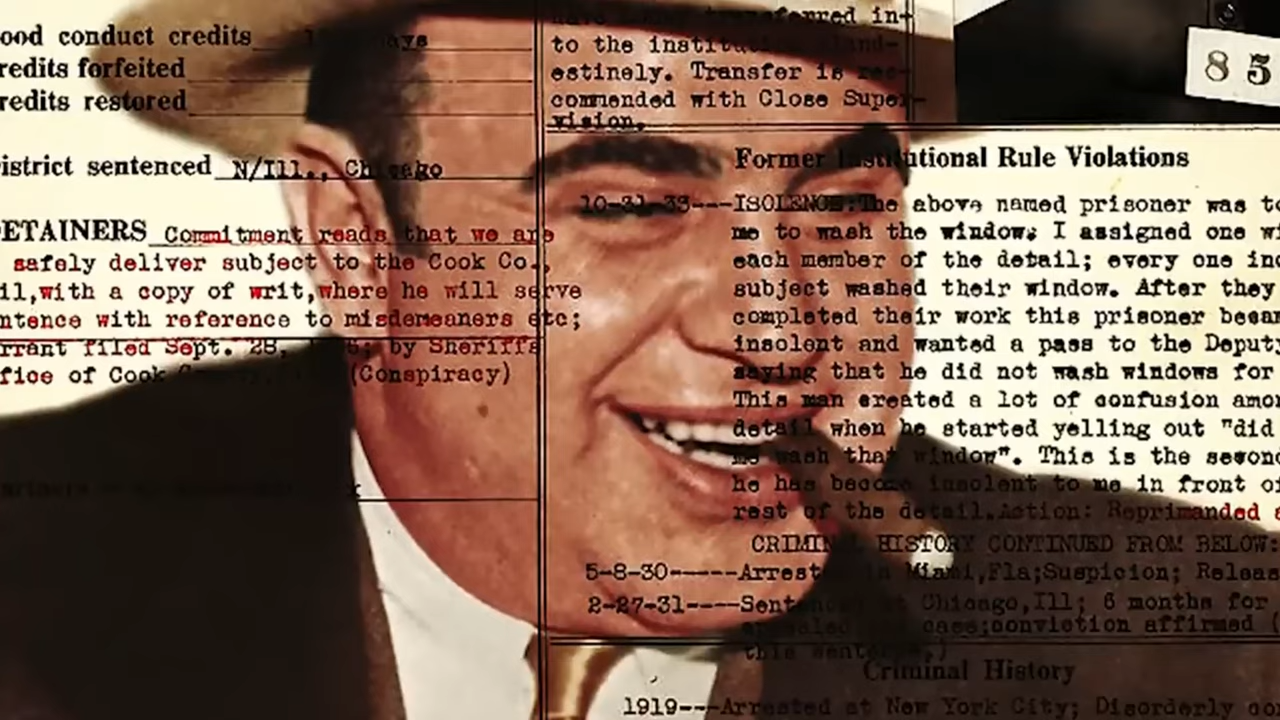 ood conduct credits
redits forfeited
redits restored
istrict sentenced N/Ill., Chicago
ETAINERS Commitment reads that we are
safely deliver subject to the Cook Co.,
il,with a copy of writ,where he will serve
ntence with reference to misdemeaners etc;
rrant filed Sept. 28, 6; by Sheriffs
fice of Cook (Conspiracy)
have transferred in-
to the institution
estinely. Transfer is rec-
commended with Close Super-
vision.
85
Former Institutional Rule Violations
10-31-33---ISOLENCE:The above named prisoner was to
me to wash the window. I assigned one wi
each member of the detail; every one inc
subject washed their window. After they
completed their work this prisoner becam
insolent and wanted a pass to the Deputy
saying that he did not wash windows for
This man created a lot of confusion amon
detail when he started yelling out "did
me wash that window". This is the second
he has become insolent to me in front of
rest of the detail.Action: Reprimanded a
CRIMINAL HISTORY CONTINUED FROM BELOW:
5-8-30-----Arrested in Miami,Fla;Suspicion; Releas
2-27-31----Sentenced at Chicago,Ill; 6 months for
appealed case;conviction affirmed (
this sentence.)
Criminal History
1919---Arrested at New York City; Disorderly co